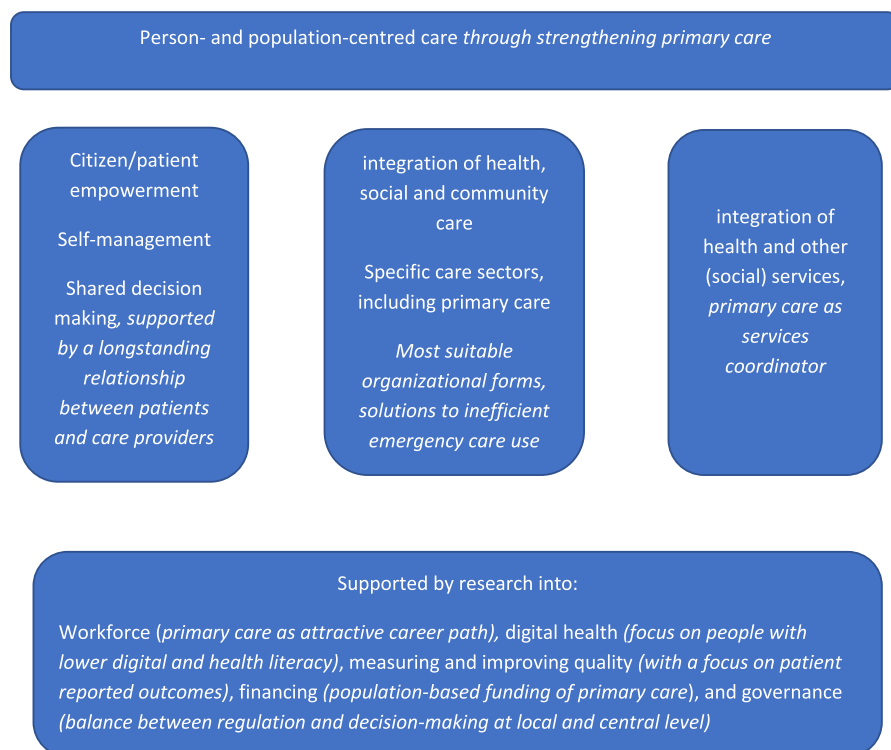 Person- and population-centred care through strengthening primary care
Citizen/patient
empowerment
Self-management
Shared decision
making, supported
by a longstanding
relationship
between patients
and care providers
integration of health,
social and community
care
Specific care sectors,
including primary care
Most suitable
organizational forms,
solutions to inefficient
emergency care use
integration of
health and other
(social) services,
primary care as
services
coordinator
Supported by research into:
Workforce (primary care as attractive career path), digital health (focus on people with
lower digital and health literacy), measuring and improving quality (with a focus on patient
reported outcomes), financing (population-based funding of primary care), and governance
(balance between regulation and decision-making at local and central level)